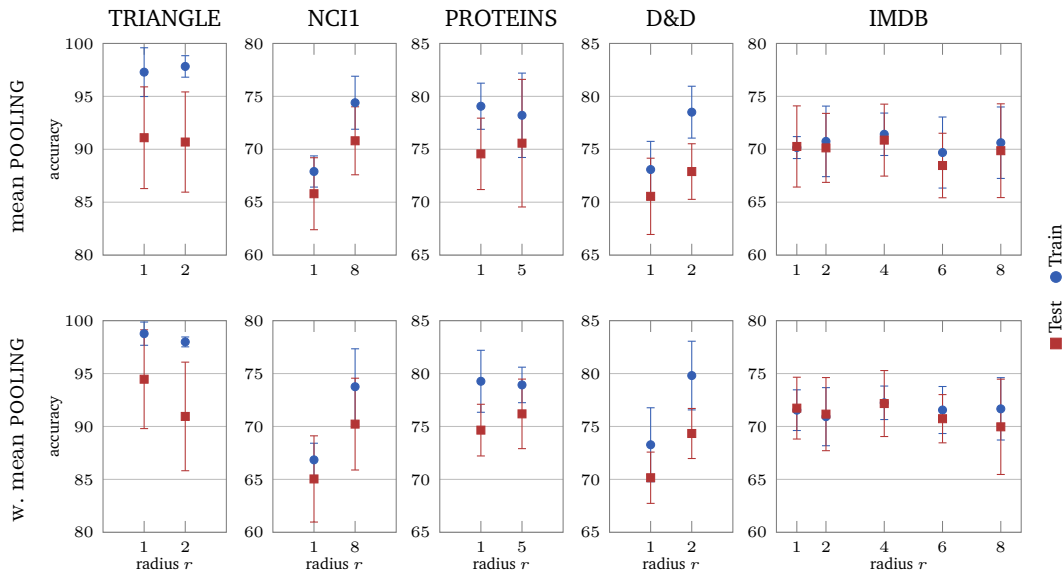 TRIANGLE NCI1 PROTEINS D&D IMDB
mean POOLING
accuracy
100 95 90 85 80
1 2
80 75 70 65 60
1 8
85 80 75 70 65
1 5
85 80 75 70 65
1 2
80 75 70 65 60
1 2 4 6 8
w. mean POOLING
accuracy
100 95 90 85 80
1 2
radius r
80 75 70 65 60
1 8
radius r
85 80 75 70 65
1 5
radius r
85 80 75 70 65
1 2
radius r
80 75 70 65 60
1 2 4 6 8
radius r
Test Train